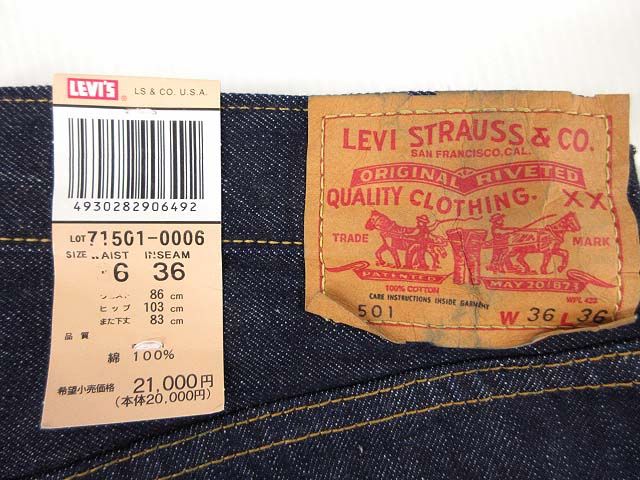 LEVI'S
LS & CO. U.S.A.
4930282906492
LOT 71501-0006
SIZE WAIST INSEAM
6 36
86 cm
ヒップ 103 cm
また下丈 83 cm
品質
綿 100%
希望小売価格 21,000円
(本体20,000円)
LEVI STRAUSS & CO.
SAN FRANCISCO, CAL.
ORIGINAL RIVETED
QUALITY CLOTHING. XX
TRADE MARK
PATENTED MAY 20 1873
100% COTTON
WPL 423
CARE INSTRUCTIONS INSIDE GARMENT
501 W 36 L 36